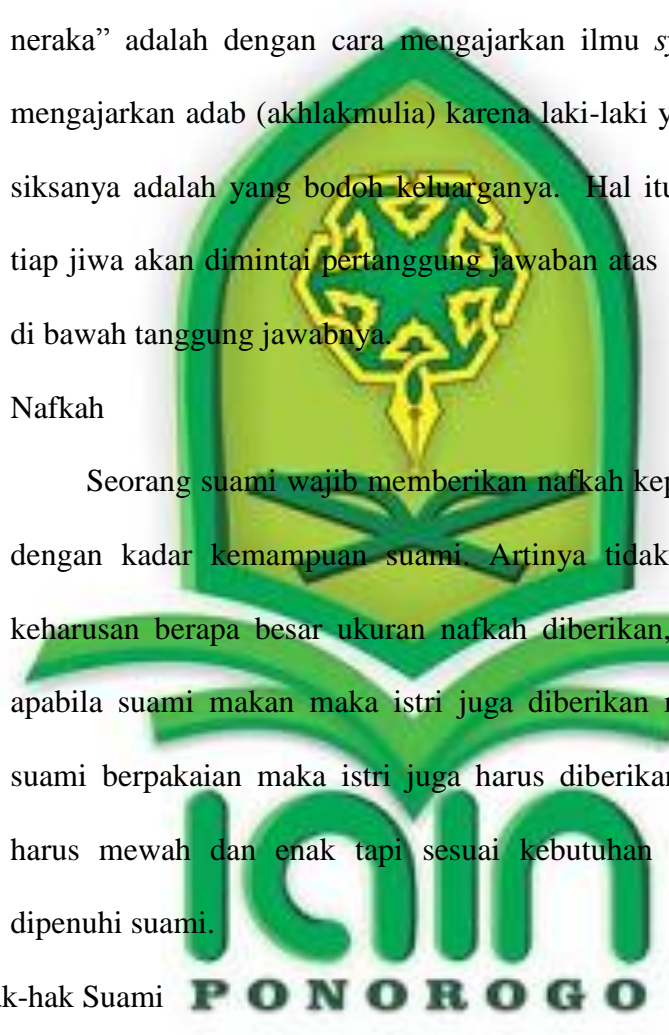 neraka” adalah dengan cara mengajarkan ilmu
mengajarkan adab (akhlakmulia) karena laki-laki
siksanya adalah yang bodoh keluarganya. Hal itu
tiap jiwa akan dimintai pertanggung jawaban atas
di bawah tanggung jawabnya.
Nafkah
Seorang suami wajib memberikan nafkah
dengan kadar kemampuan suami. Artinya tidak
keharusan berapa besar ukuran nafkah diberikan,
apabila suami makan maka istri juga diberikan
suami berpakaian maka istri juga harus diberikan
harus mewah dan enak tapi sesuai kebutuhan
dipenuhi suami.
iain
k-hak Suami PONOROGO